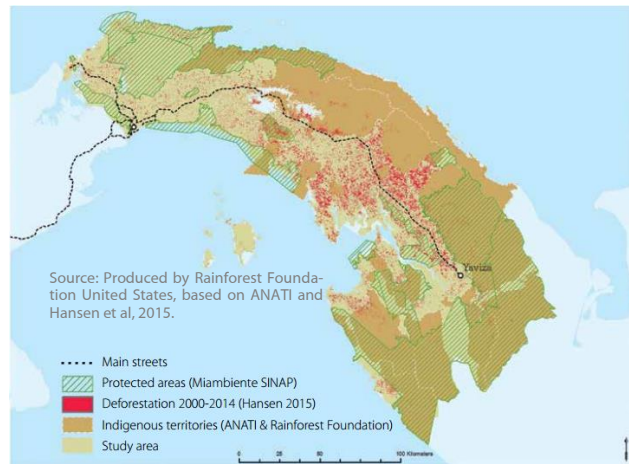 Yaviza
Source: Produced by Rainforest Founda-
tion United States, based on ANATI and
Hansen et al, 2015.
Main streets
Protected areas (Miambiente SINAP)
Deforestation 2000-2014 (Hansen 2015)
Indigenous territories (ANATI & Rainforest Foundation)
Study area
0 25 50 100 Kilometers